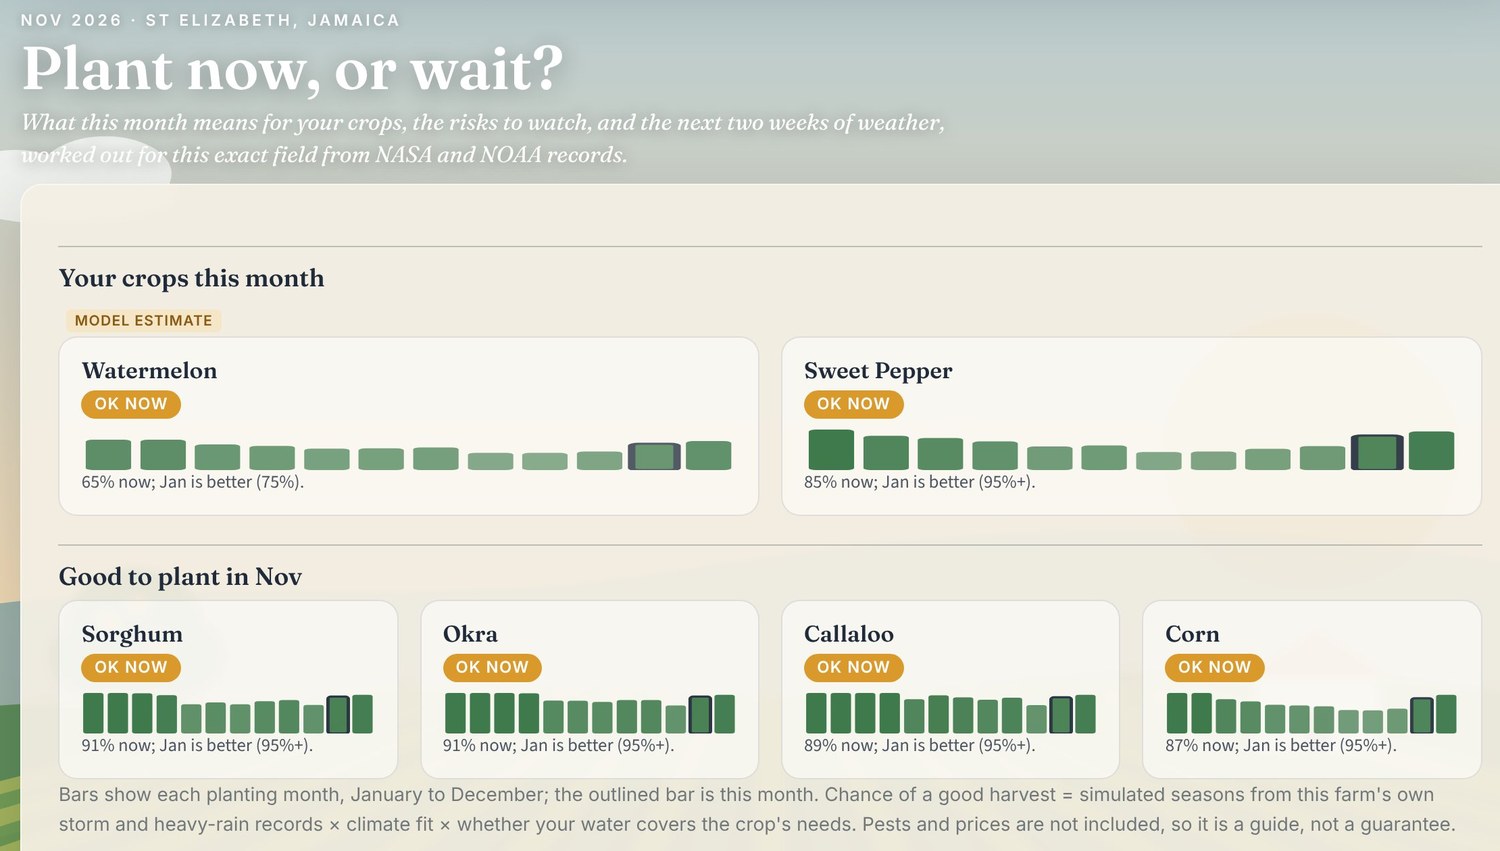 NOV 2026 · ST ELIZABETH, JAMAICA
Plant now, or wait?
What this month means for your crops, the risks to watch, and the next two weeks of weather,
worked out for this exact field from NASA and NOAA records.
Your crops this month
MODEL ESTIMATE
Watermelon
OK NOW
65% now; Jan is better (75%).
Sweet Pepper
OK NOW
85% now; Jan is better (95%+).
Good to plant in Nov
Sorghum
OK NOW
91% now; Jan is better (95%+).
Okra
OK NOW
91% now; Jan is better (95%+).
Callaloo
OK NOW
89% now; Jan is better (95%+).
Corn
OK NOW
87% now; Jan is better (95%+).
Bars show each planting month, January to December; the outlined bar is this month. Chance of a good harvest = simulated seasons from this farm's own
storm and heavy-rain records × climate fit × whether your water covers the crop's needs. Pests and prices are not included, so it is a guide, not a guarantee.